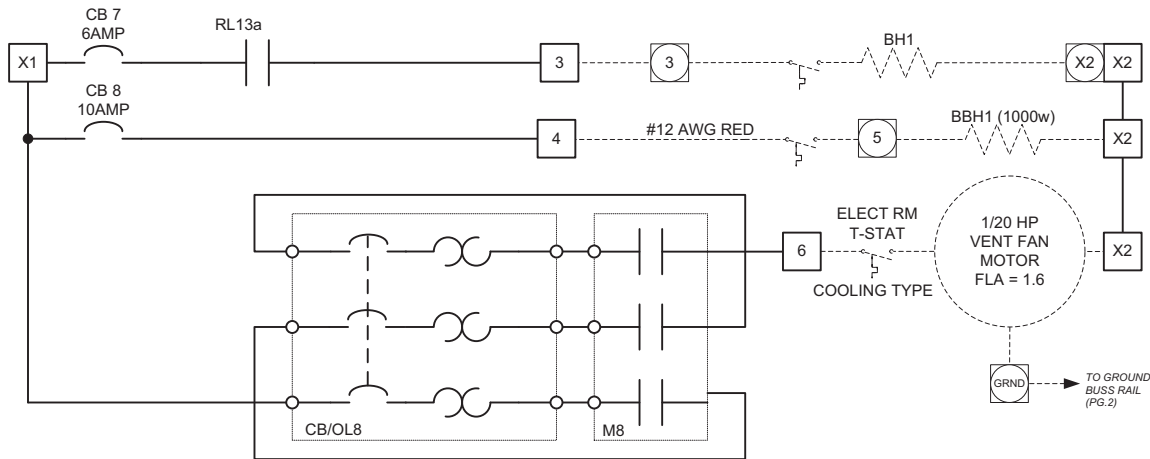 CB 7
6AMP
RL13a
X1
3
3
BH1
X2
X2
CB 8
10AMP
4
#12 AWG RED
5
BBH1 (1000w)
X2
ELECT RM
T-STAT
6
COOLING TYPE
1/20 HP
VENT FAN
MOTOR
FLA = 1.6
X2
GRND
TO GROUND
BUSS RAIL
(PG.2)
CB/OL8
M8